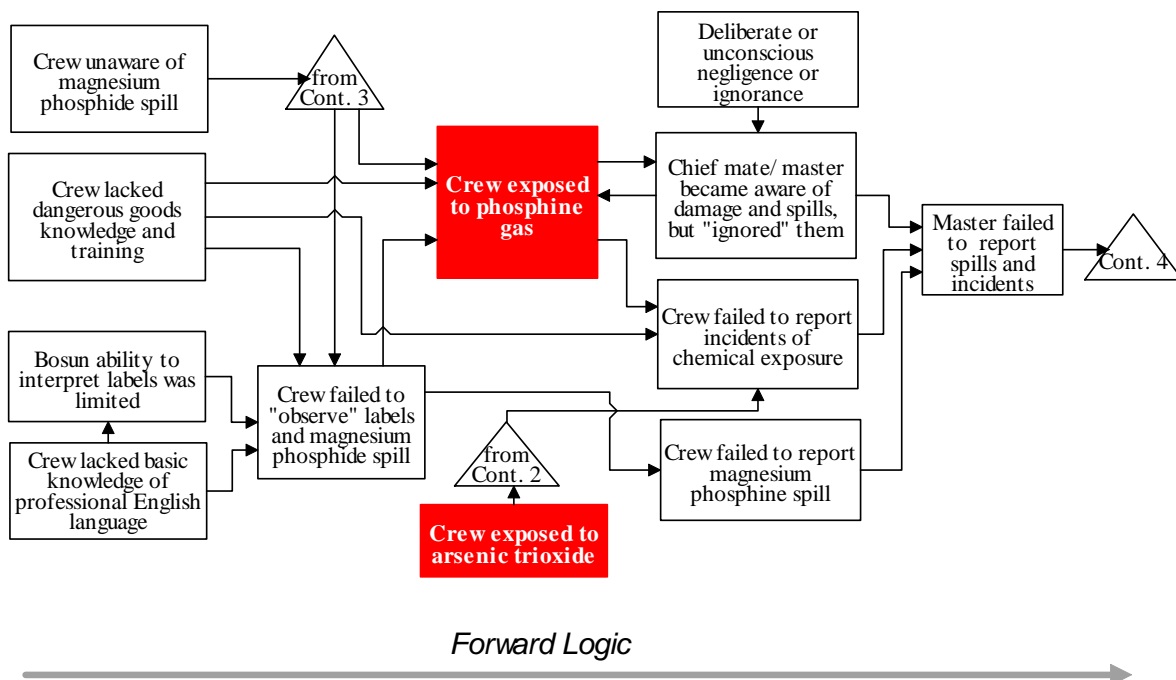 Crew unaware of
magnesium
phosphide spill
from
Cont. 3
Deliberate or
unconscious
negligence or
ignorance
Crew lacked
dangerous goods
knowledge and
training
Crew exposed
to phosphine
gas
Chief mate/ master
became aware of
damage and spills,
but "ignored" them
Master failed
to report
spills and
incidents
Cont. 4
Bosun ability to
interpret labels was
limited
Crew failed to
"observe" labels
and magnesium
phosphide spill
Crew failed to report
incidents of
chemical exposure
Crew lacked basic
knowledge of
professional English
language
from
Cont. 2
Crew failed to report
magnesium
phosphine spill
Crew exposed to
arsenic trioxide
Forward Logic